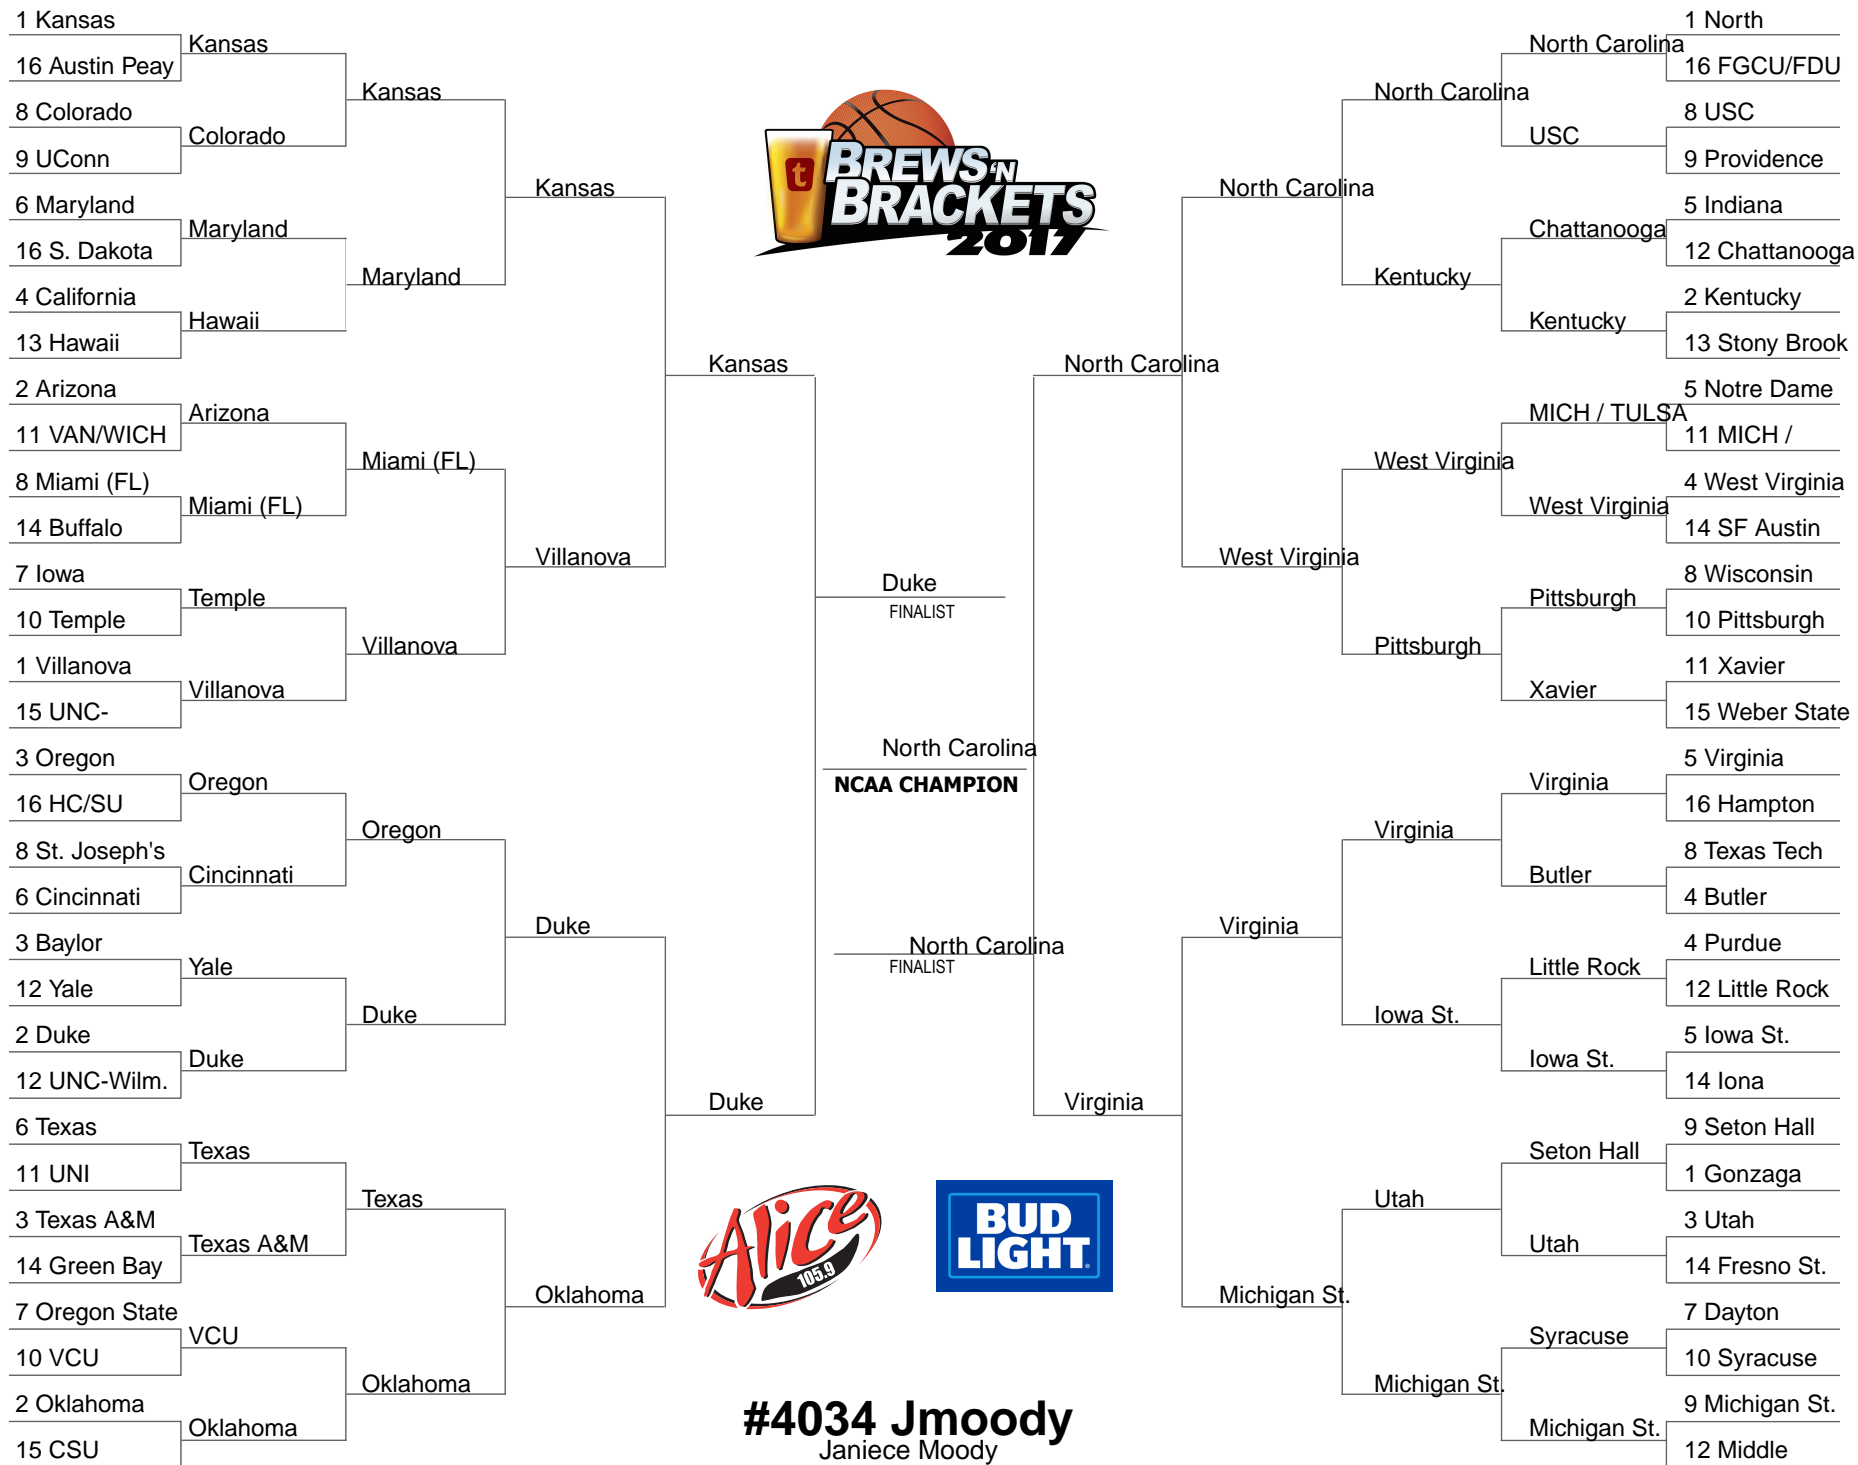 1 Kansas
16 Austin Peay
8 Colorado
9 UConn
6 Maryland
16 S. Dakota
4 California
13 Hawaii
2 Arizona
11 VAN/WICH
8 Miami (FL)
14 Buffalo
7 Iowa
10 Temple
1 Villanova
15 UNC-
3 Oregon
16 HC/SU
8 St. Joseph's
6 Cincinnati
3 Baylor
12 Yale
2 Duke
12 UNC-Wilm.
6 Texas
11 UNI
3 Texas A&M
14 Green Bay
7 Oregon State
10 VCU
2 Oklahoma
15 CSU
Kansas
Colorado
Maryland
Hawaii
Arizona
Miami (FL)
Temple
Villanova
Oregon
Cincinnati
Yale
Duke
Texas
Texas A&M
VCU
Oklahoma
Kansas
Maryland
Miami (FL)
Villanova
Oregon
Duke
Texas
Oklahoma
Kansas
Villanova
Duke
Oklahoma
Kansas
Duke
t
BREWS 'N
BRACKETS
2017
Duke
FINALIST
North Carolina
NCAA CHAMPION
North Carolina
FINALIST
Alice
105.9
BUD
LIGHT
#4034 Jmoody
Janiece Moody
North Carolina
Virginia
North Carolina
West Virginia
Virginia
Michigan St.
North Carolina
Kentucky
West Virginia
Pittsburgh
Virginia
Iowa St.
Utah
Michigan St.
North Carolina
USC
Chattanooga
Kentucky
MICH / TULSA
West Virginia
Pittsburgh
Xavier
Virginia
Butler
Little Rock
Iowa St.
Seton Hall
Utah
Syracuse
Michigan St.
1 North
16 FGCU/FDU
8 USC
9 Providence
5 Indiana
12 Chattanooga
2 Kentucky
13 Stony Brook
5 Notre Dame
11 MICH /
4 West Virginia
14 SF Austin
8 Wisconsin
10 Pittsburgh
11 Xavier
15 Weber State
5 Virginia
16 Hampton
8 Texas Tech
4 Butler
4 Purdue
12 Little Rock
5 Iowa St.
14 Iona
9 Seton Hall
1 Gonzaga
3 Utah
14 Fresno St.
7 Dayton
10 Syracuse
9 Michigan St.
12 Middle